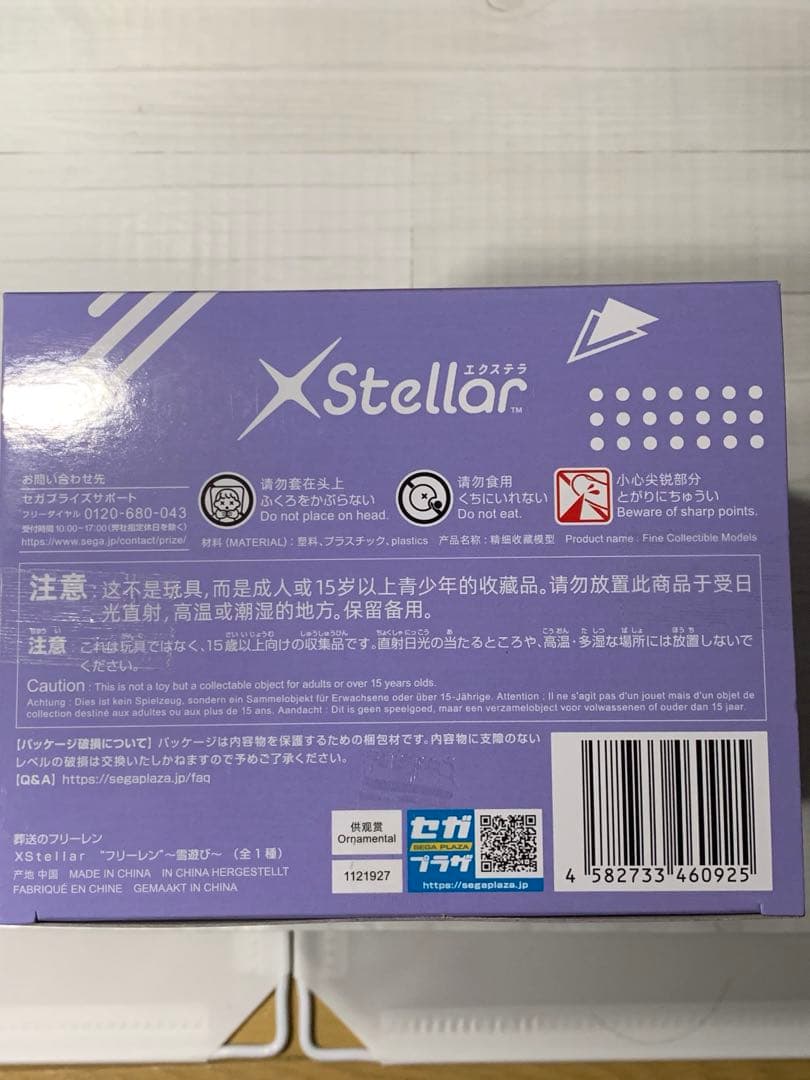 エクステラ
XStellar™
お問い合わせ先
セガプライズサポート
フリーダイヤル 0120-680-043
受付時間 10:00~17:00(弊社指定休日を除く)
https://www.sega.jp/contact/prize/
请勿套在头上
ふくろをかぶらない
Do not place on head.
请勿食用
くちにいれない
Do not eat.
小心尖锐部分
とがりにちゅうい
Beware of sharp points.
材料 (MATERIAL) : 塑料、プラスチック、plastics 产品名称 : 精细收藏模型 Product name : Fine Collectible Models
注意 : 这不是玩具,而是成人或15岁以上青少年的收藏品。请勿放置此商品于受日
光直射,高温或潮湿的地方。保留备用。
注意 : これは玩具ではなく、15歳以上向けの収集品です。直射日光の当たるところや、高温·多湿な場所には放置しないで
ください。
Caution : This is not a toy but a collectable object for adults or over 15 years olds.
Achtung : Dies ist kein Spielzeug, sondern ein Sammelobjekt für Erwachsene oder über 15-Jährige. Attention : Il ne s'agit pas d'un jouet mais d'un objet de
collection destiné aux adultes ou aux plus de 15 ans. Aandacht : Dit is geen speelgoed, maar een verzamelobject voor volwassenen of ouder dan 15 jaar.
【パッケージ破損について】パッケージは内容物を保護するための梱包材です。内容物に支障のない
レベルの破損は交換いたしかねますので予めご了承ください。
【Q&A】https://segaplaza.jp/faq
葬送のフリーレン
XStellar "フリーレン"~雪遊び~ (全1種)
产地 中国 MADE IN CHINA IN CHINA HERGESTELLT
FABRIQUÉ EN CHINE GEMAAKT IN CHINA
供观赏
Ornamental
1121927
セガ
SEGA PLAZA
プラザ
https://segaplaza.jp
4 582733 460925